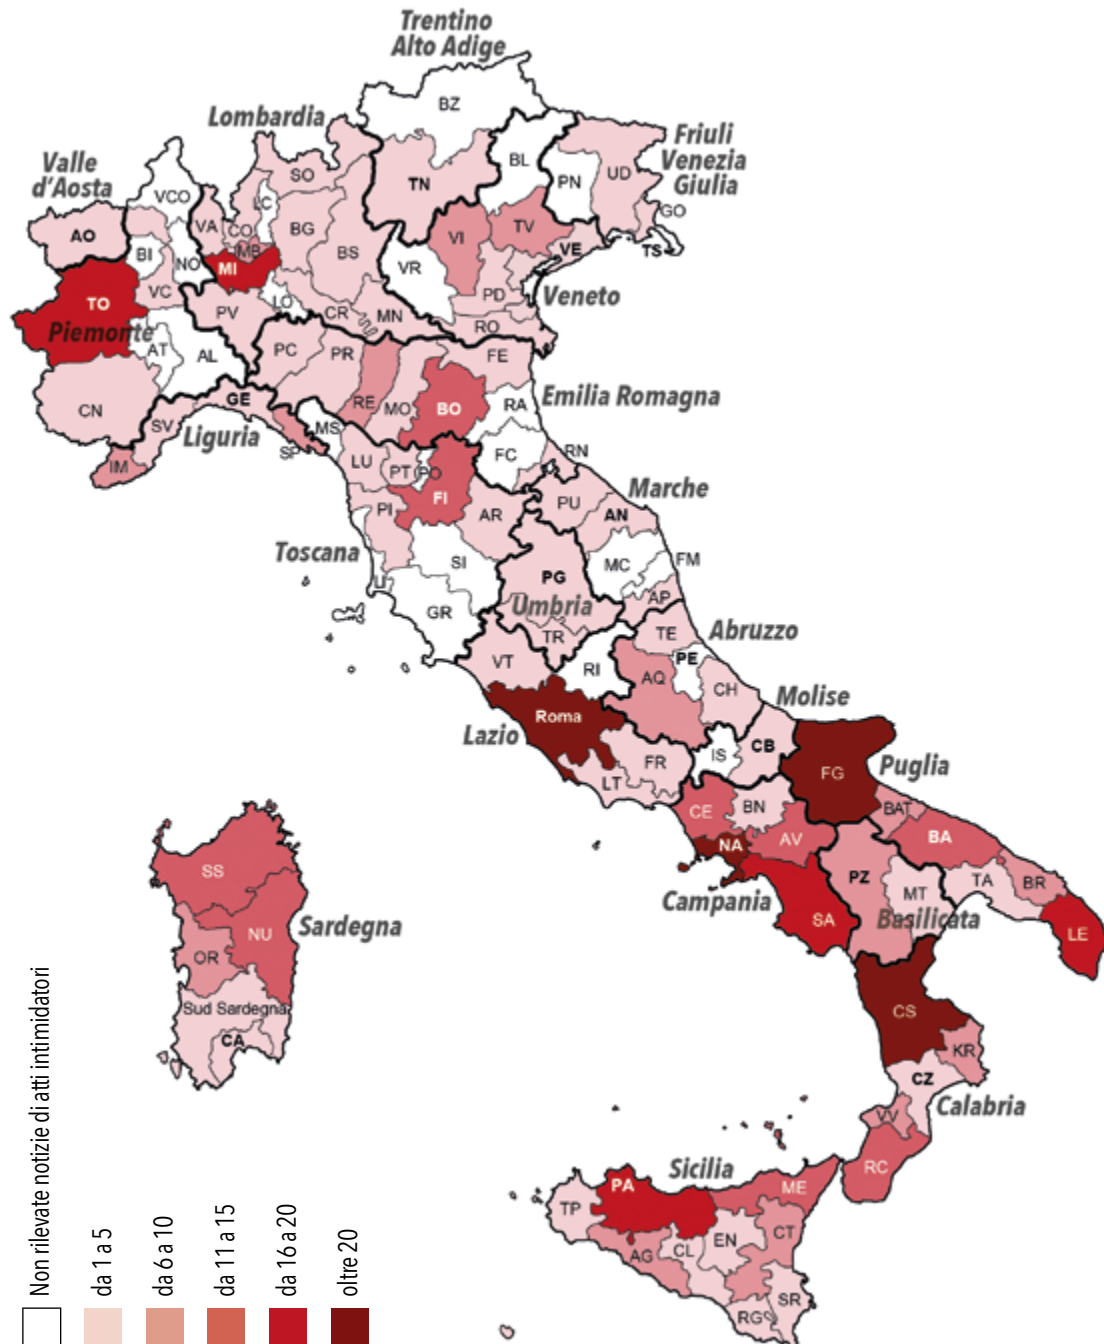 Trentino
Alto Adige
BZ
Lombardia
Friuli
Venezia
Giulia
Valle
d'Aosta
BL
PN
UD
SO
TN
VCO
LC
GO
AO
VA
CO
BG
TV
VI
VE
TS
BI
NO
MB
BS
VR
MI
VC
PD
Veneto
TO
LO
PV
CR
MN
RO
Piemonte
AT
AL
PC
PR
FE
CN
GE
RE
MO
BO
RA
Emilia Romagna
SV
Liguria
MS
SP
FC
RN
IM
LU
PT
PO
FI
PU
Marche
PI
AR
AN
Toscana
SI
MC
FM
LI
PG
AP
GR
Umbria
TR
TE
Abruzzo
VT
RI
PE
AQ
CH
Molise
Roma
Lazio
IS
CB
FR
LT
FG
Puglia
CE
BN
BAT
NA
AV
BA
SS
PZ
MT
TA
BR
Campania
SA
Basilicata
LE
NU
Sardegna
OR
Sud Sardegna
CA
CS
KR
CZ
Calabria
VV
RC
Sicilia
PA
ME
TP
CT
AG
CL
EN
SR
RG
Non rilevate notizie di atti intimidatori
da 1 a 5
da 6 a 10
da 11 a 15
da 16 a 20
oltre 20